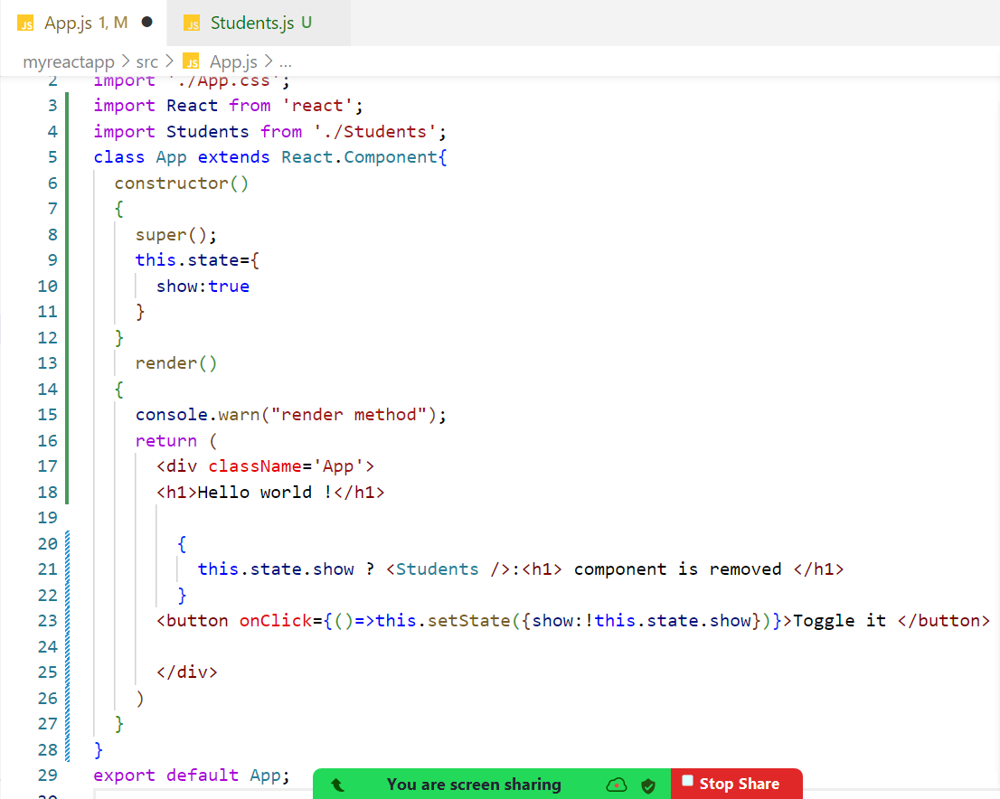 JS App.js 1, M ● JS Students.js U
myreactapp > src > JS App.js > ...
2 import './App.css';
3 import React from 'react';
4 import Students from './Students';
5 class App extends React.Component{
6 constructor()
7 {
8 super();
9 this.state={
10 show:true
11 }
12 }
13 render()
14 {
15 console.warn("render method");
16 return (
17 <div className='App'>
18 <h1>Hello world !</h1>
19
20 {
21 this.state.show ? <Students />:<h1> component is removed </h1>
22 }
23 <button onClick={()=>this.setState({show:!this.state.show})}>Toggle it </button>
24
25 </div>
26 )
27 }
28 }
29 export default App;
You are screen sharing Stop Share